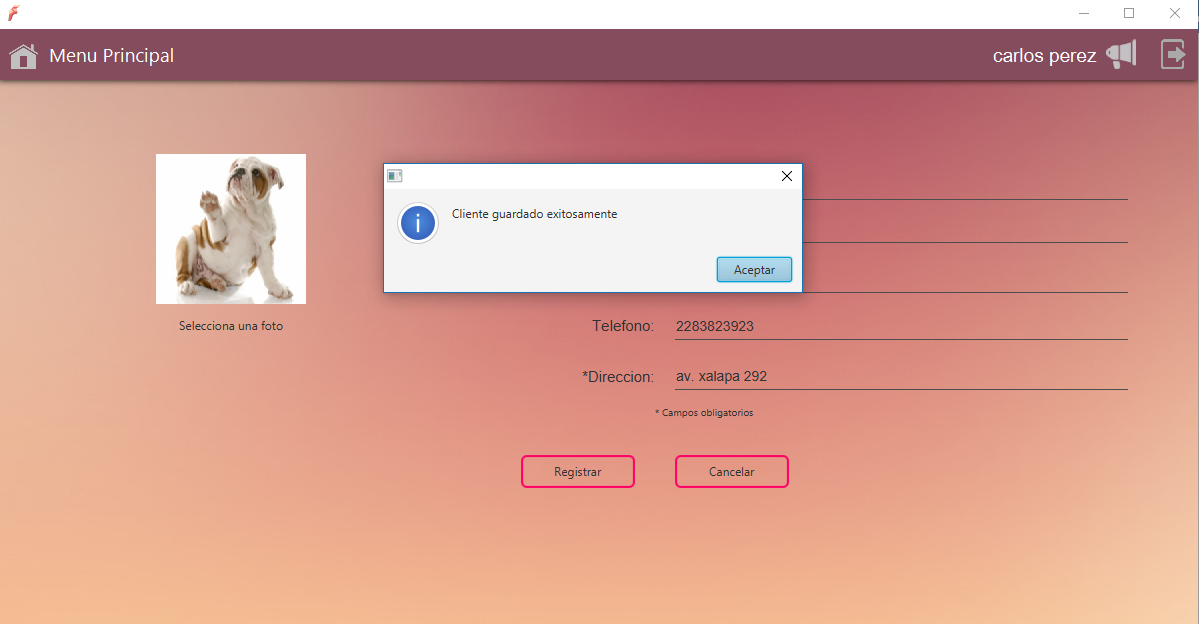 Menu Principal
carlos perez
Cliente guardado exitosamente
Aceptar
Selecciona una foto
Telefono: 2283823923
*Direccion: av. xalapa 292
* Campos obligatorios
Registrar
Cancelar